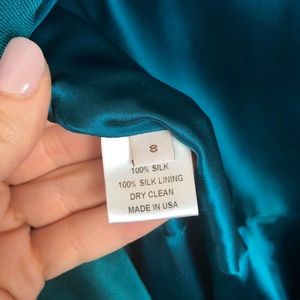 8
100% SILK
100% SILK LINING
DRY CLEAN
MADE IN USA